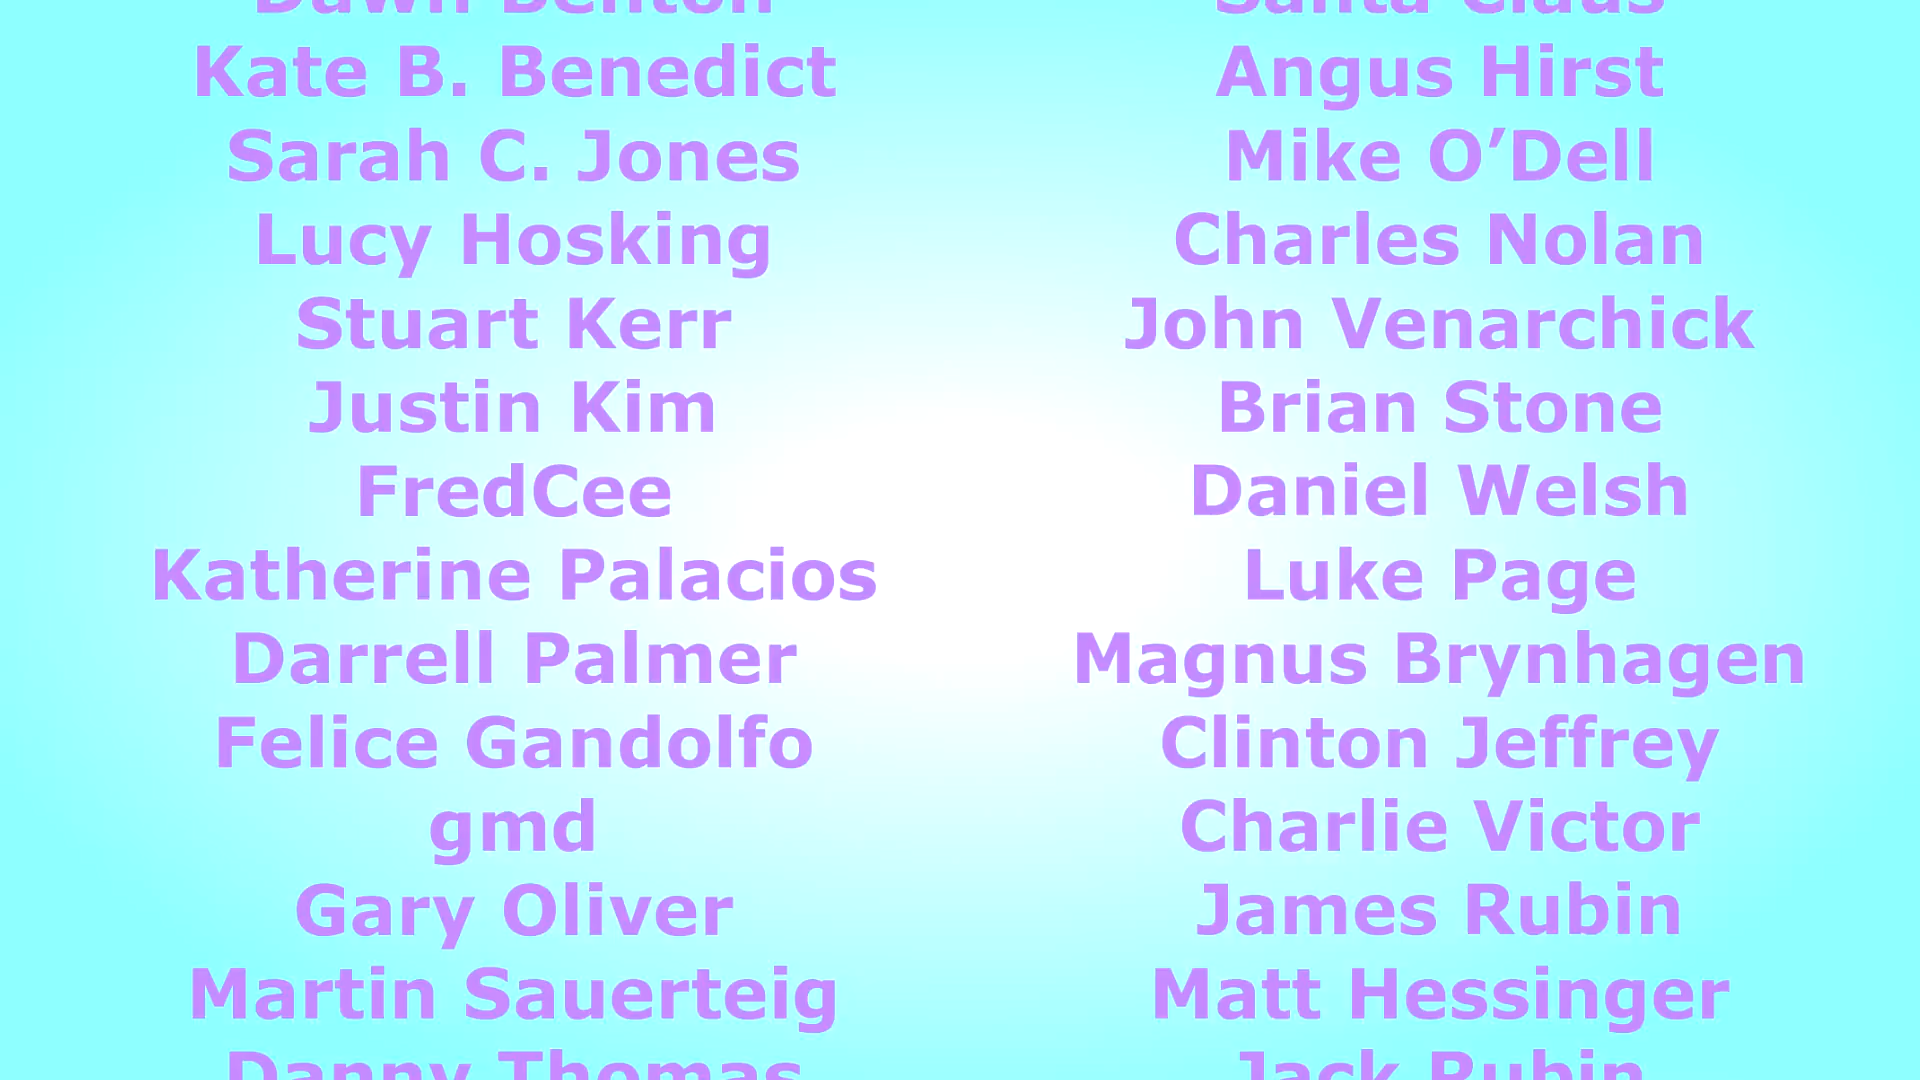 Dawn Benton
Kate B. Benedict
Sarah C. Jones
Lucy Hosking
Stuart Kerr
Justin Kim
FredCee
Katherine Palacios
Darrell Palmer
Felice Gandolfo
gmd
Gary Oliver
Martin Sauerteig
Danny Thomas
Santa Claus
Angus Hirst
Mike O’Dell
Charles Nolan
John Venarchick
Brian Stone
Daniel Welsh
Luke Page
Magnus Brynhagen
Clinton Jeffrey
Charlie Victor
James Rubin
Matt Hessinger
Jack Rubin